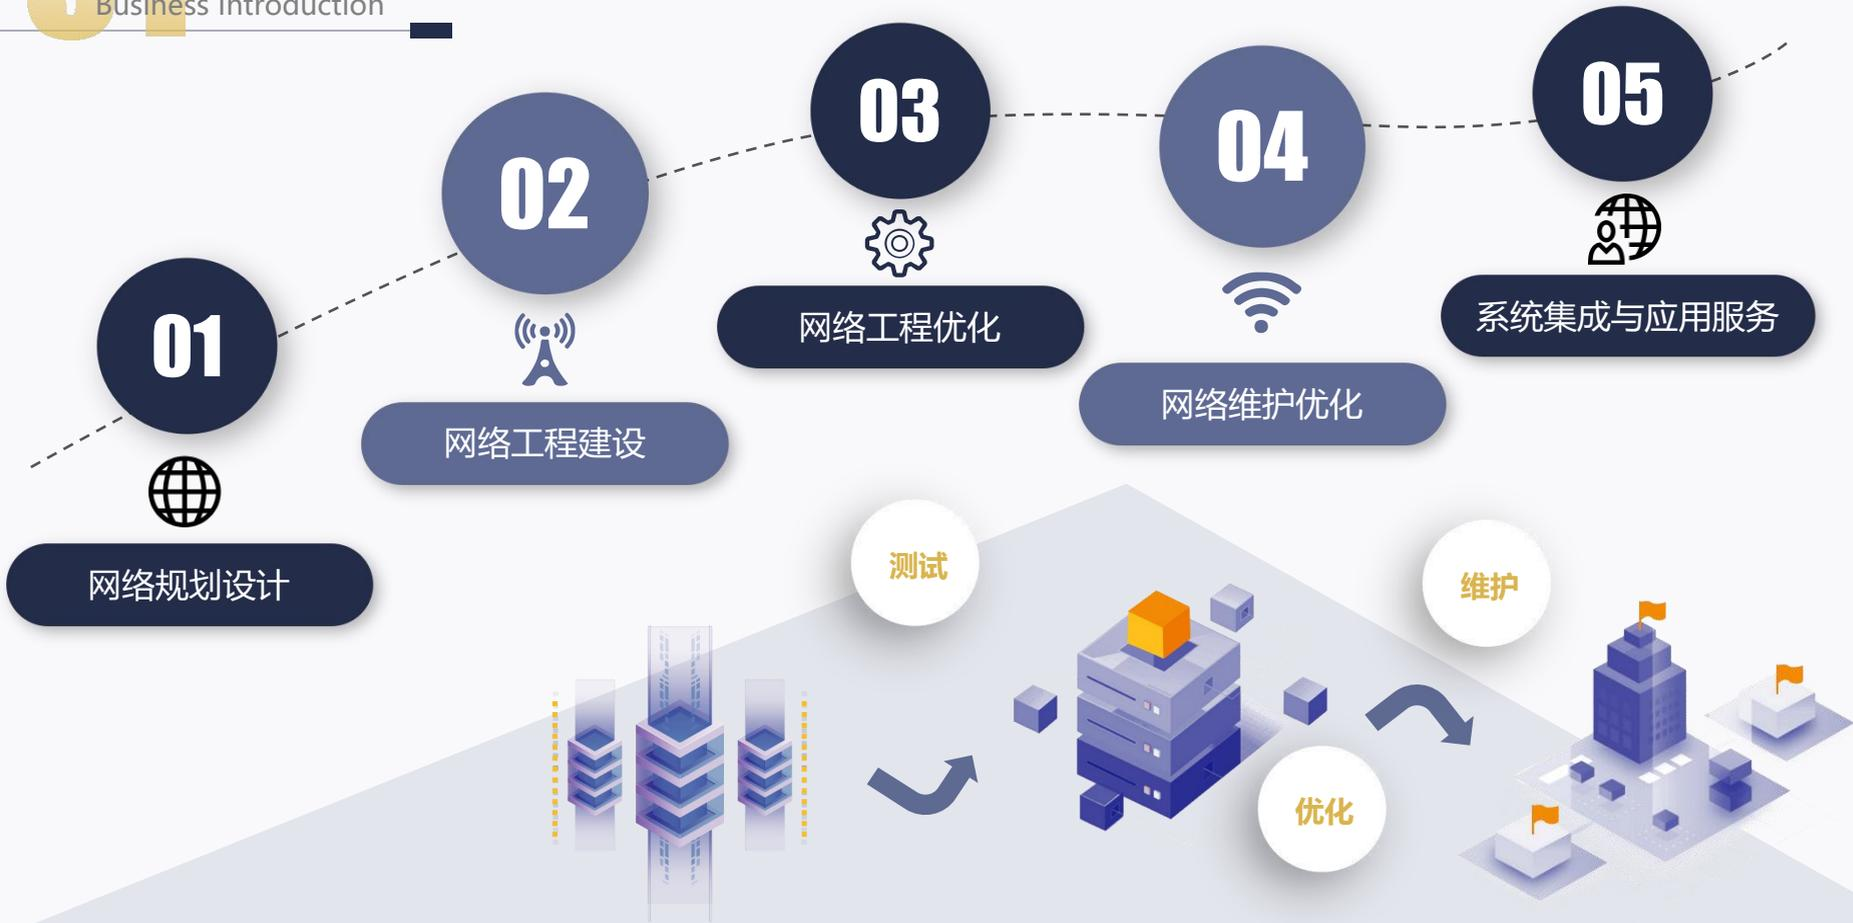 Business Introduction
01
网络规划设计
02
网络工程建设
03
网络工程优化
04
网络维护优化
05
系统集成与应用服务
测试
优化
维护